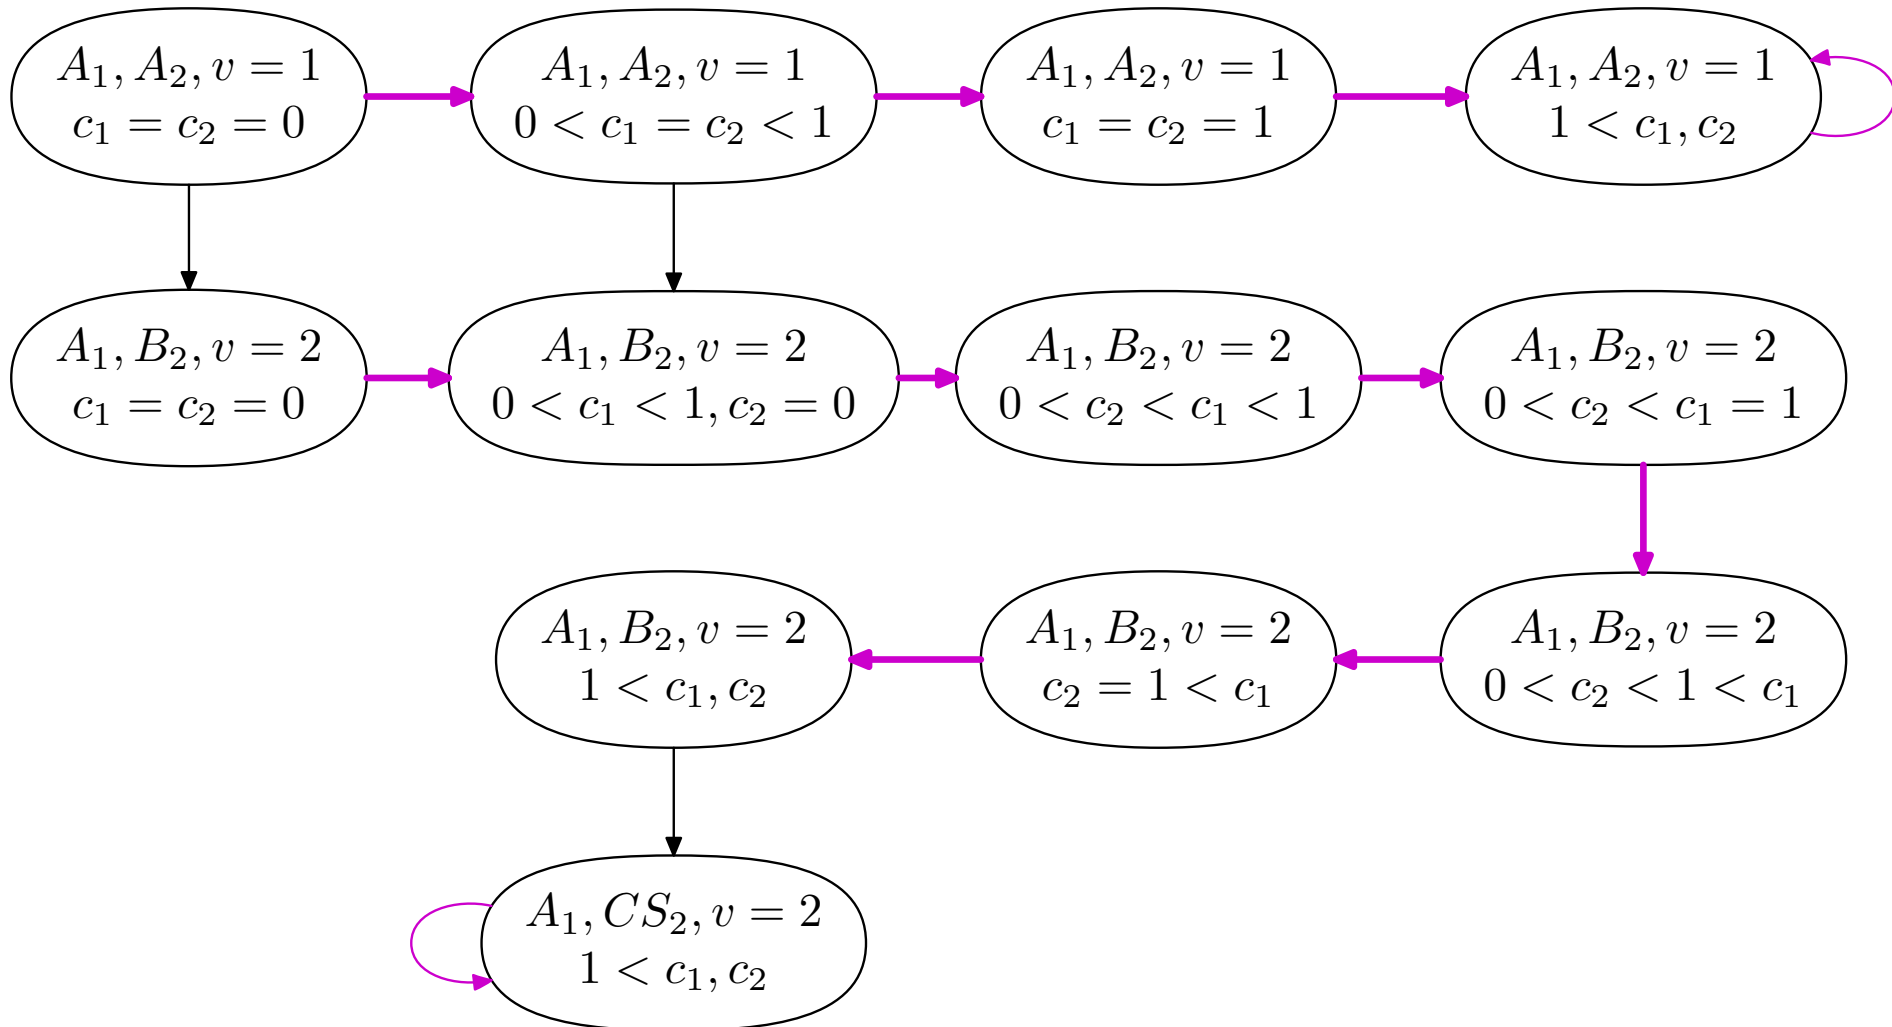 A₁, A₂, v = 1
c₁ = c₂ = 0
A₁, A₂, v = 1
0 < c₁ = c₂ < 1
A₁, A₂, v = 1
c₁ = c₂ = 1
A₁, A₂, v = 1
1 < c₁, c₂
A₁, B₂, v = 2
c₁ = c₂ = 0
A₁, B₂, v = 2
0 < c₁ < 1, c₂ = 0
A₁, B₂, v = 2
0 < c₂ < c₁ < 1
A₁, B₂, v = 2
0 < c₂ < c₁ = 1
A₁, B₂, v = 2
1 < c₁, c₂
A₁, B₂, v = 2
c₂ = 1 < c₁
A₁, B₂, v = 2
0 < c₂ < 1 < c₁
A₁, CS₂, v = 2
1 < c₁, c₂